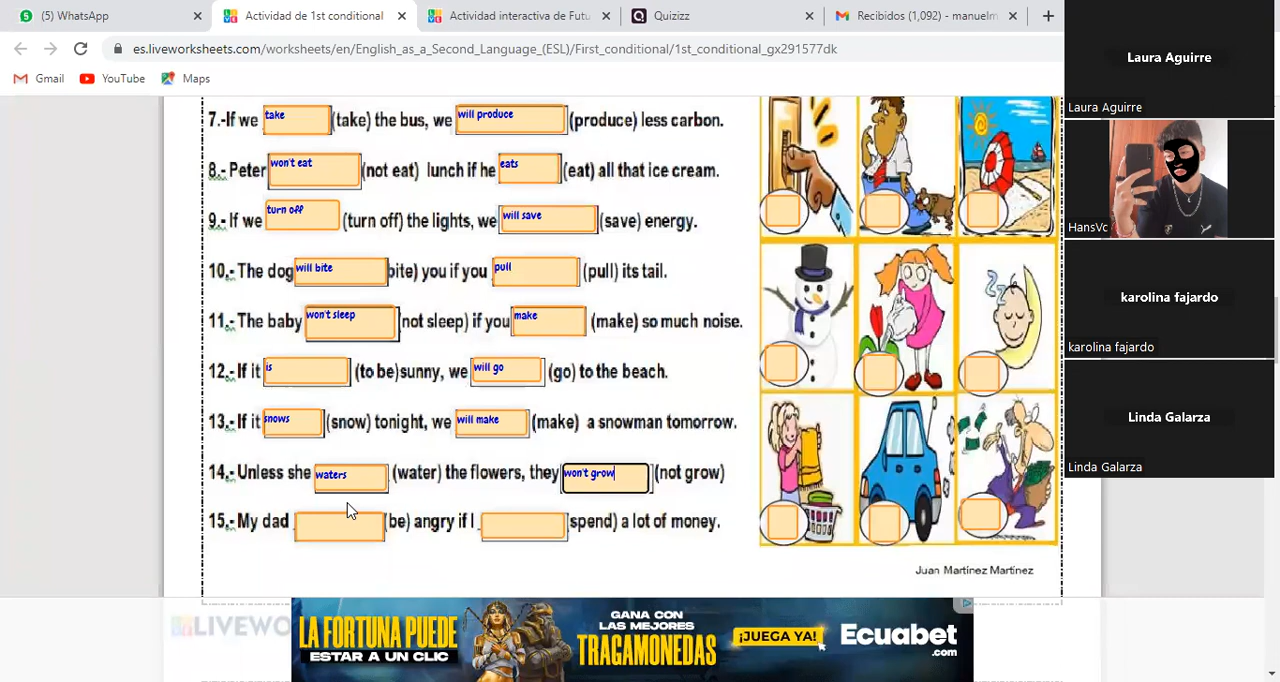 (5) WhatsApp
Actividad de 1st conditional
Actividad interactiva de Futu
Quizizz
Recibidos (1,092) - manuelm
es.liveworksheets.com/worksheets/en/English_as_a_Second_Language_(ESL)/First_conditional/1st_conditional_gx291577dk
Gmail
YouTube
Maps
7.-If we take (take) the bus, we will produce (produce) less carbon.
8.- Peter won't eat (not eat) lunch if he eats (eat) all that ice cream.
9.- If we turn off (turn off) the lights, we will save (save) energy.
10.- The dog will bite bite) you if you pull (pull) its tail.
11.- The baby won't sleep (not sleep) if you make (make) so much noise.
12.- If it is (to be)sunny, we will go (go) to the beach.
13.- If it snows (snow) tonight, we will make (make) a snowman tomorrow.
14.- Unless she waters (water) the flowers, they won't grow (not grow)
15.- My dad (be) angry if I spend) a lot of money.
Juan Martínez Martínez
LIVEWO
LA FORTUNA PUEDE
ESTAR A UN CLIC
GANA CON
LAS MEJORES
TRAGAMONEDAS
¡JUEGA YA!
Ecuabet
.com
Laura Aguirre
Laura Aguirre
HansVc
karolina fajardo
karolina fajardo
Linda Galarza
Linda Galarza